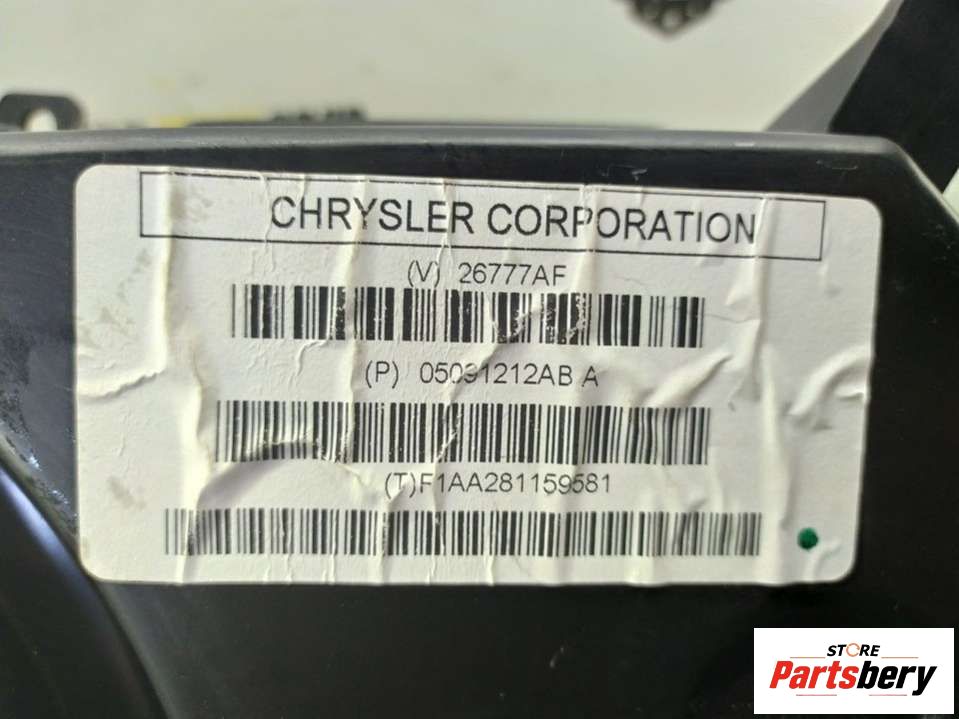 CHRYSLER CORPORATION
(V) 26777AF
(P) 05091212AB A
(T)F1AA281159581
STORE
Partsbery